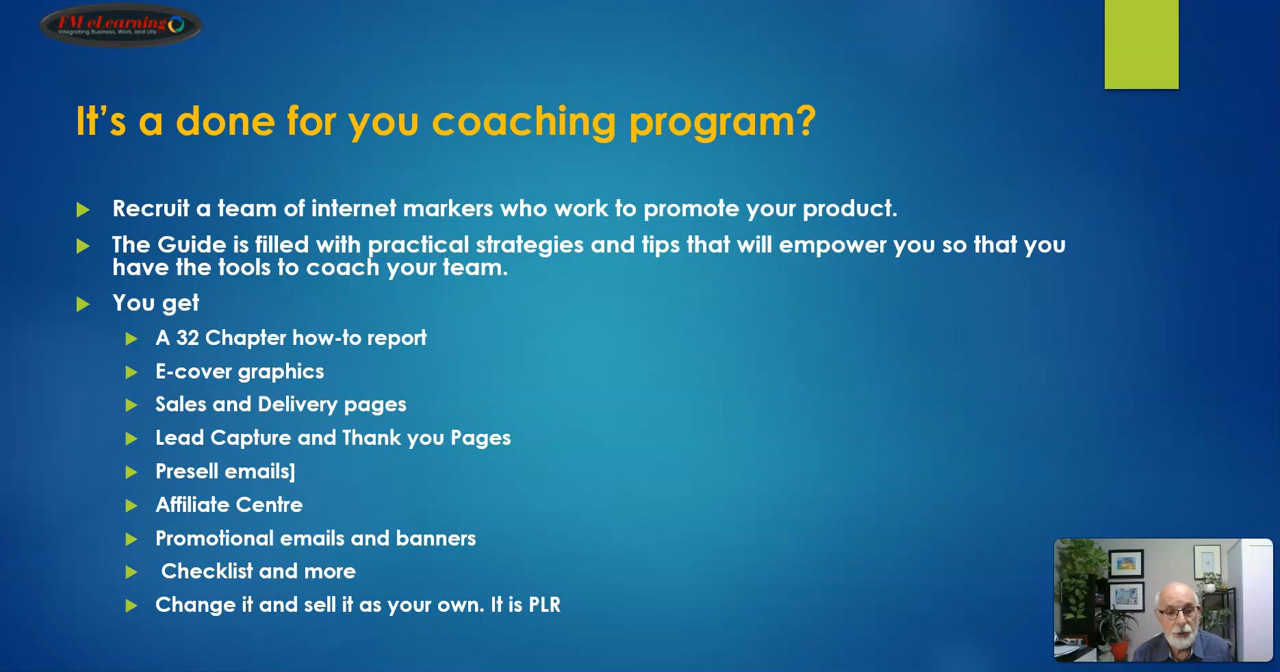 FM eLearning
Integrating Business, Work, and Life
It's a done for you coaching program?
Recruit a team of internet markers who work to promote your product.
The Guide is filled with practical strategies and tips that will empower you so that you
have the tools to coach your team.
You get
A 32 Chapter how-to report
E-cover graphics
Sales and Delivery pages
Lead Capture and Thank you Pages
Presell emails]
Affiliate Centre
Promotional emails and banners
Checklist and more
Change it and sell it as your own. It is PLR